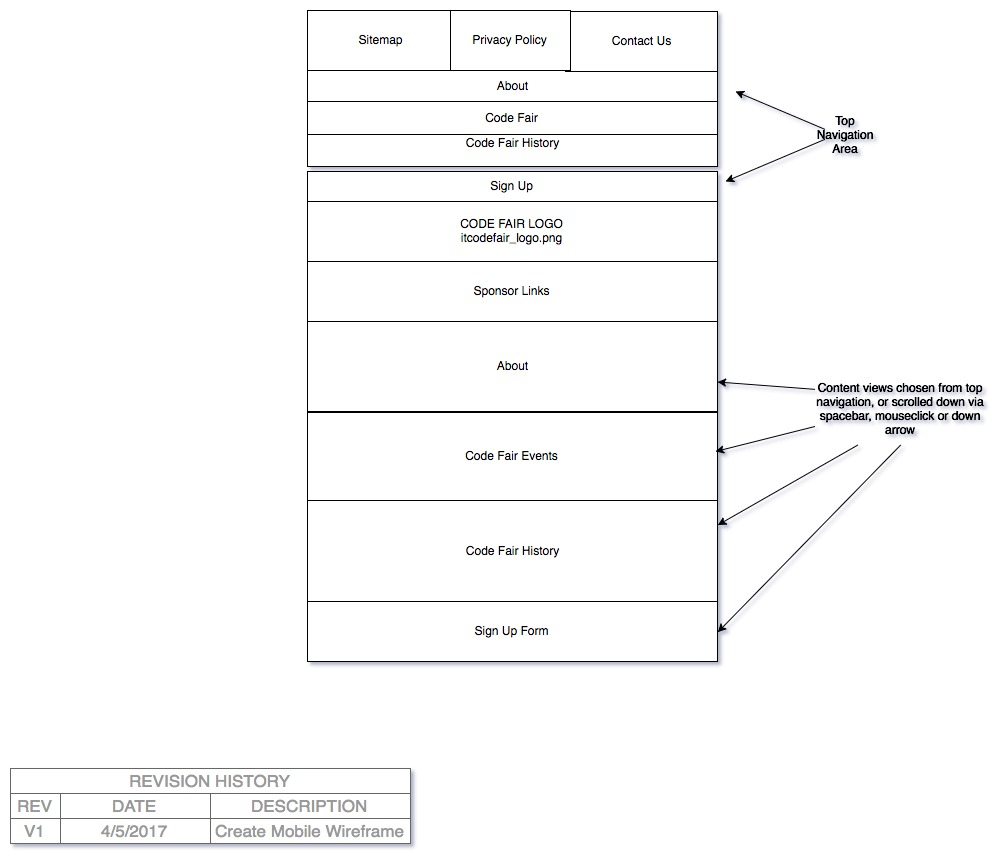 Sitemap
Privacy Policy
Contact Us
About
Code Fair
Code Fair History
Top
Navigation
Area
Sign Up
CODE FAIR LOGO
itcodefair_logo.png
Sponsor Links
About
Content views chosen from top
navigation, or scrolled down via
spacebar, mouseclick or down
arrow
Code Fair Events
Code Fair History
Sign Up Form
REVISION HISTORY
REV DATE DESCRIPTION
V1 4/5/2017 Create Mobile Wireframe